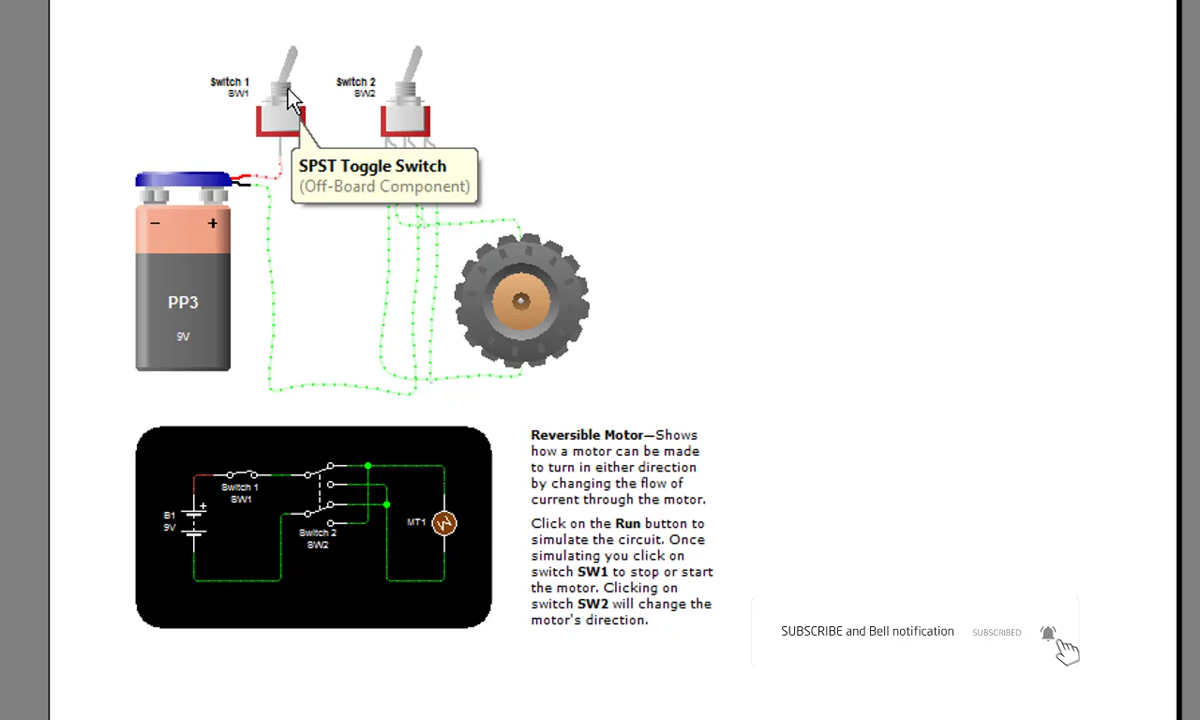 Switch 1
SW1
Switch 2
SW2
SPST Toggle Switch
(Off-Board Component)
− +
PP3
9V
Switch 1
SW1
B1
9V
+
Switch 2
SW2
MT1
Reversible Motor—Shows
how a motor can be made
to turn in either direction
by changing the flow of
current through the motor.
Click on the Run button to
simulate the circuit. Once
simulating you click on
switch SW1 to stop or start
the motor. Clicking on
switch SW2 will change the
motor's direction.
SUBSCRIBE and Bell notification SUBSCRIBED